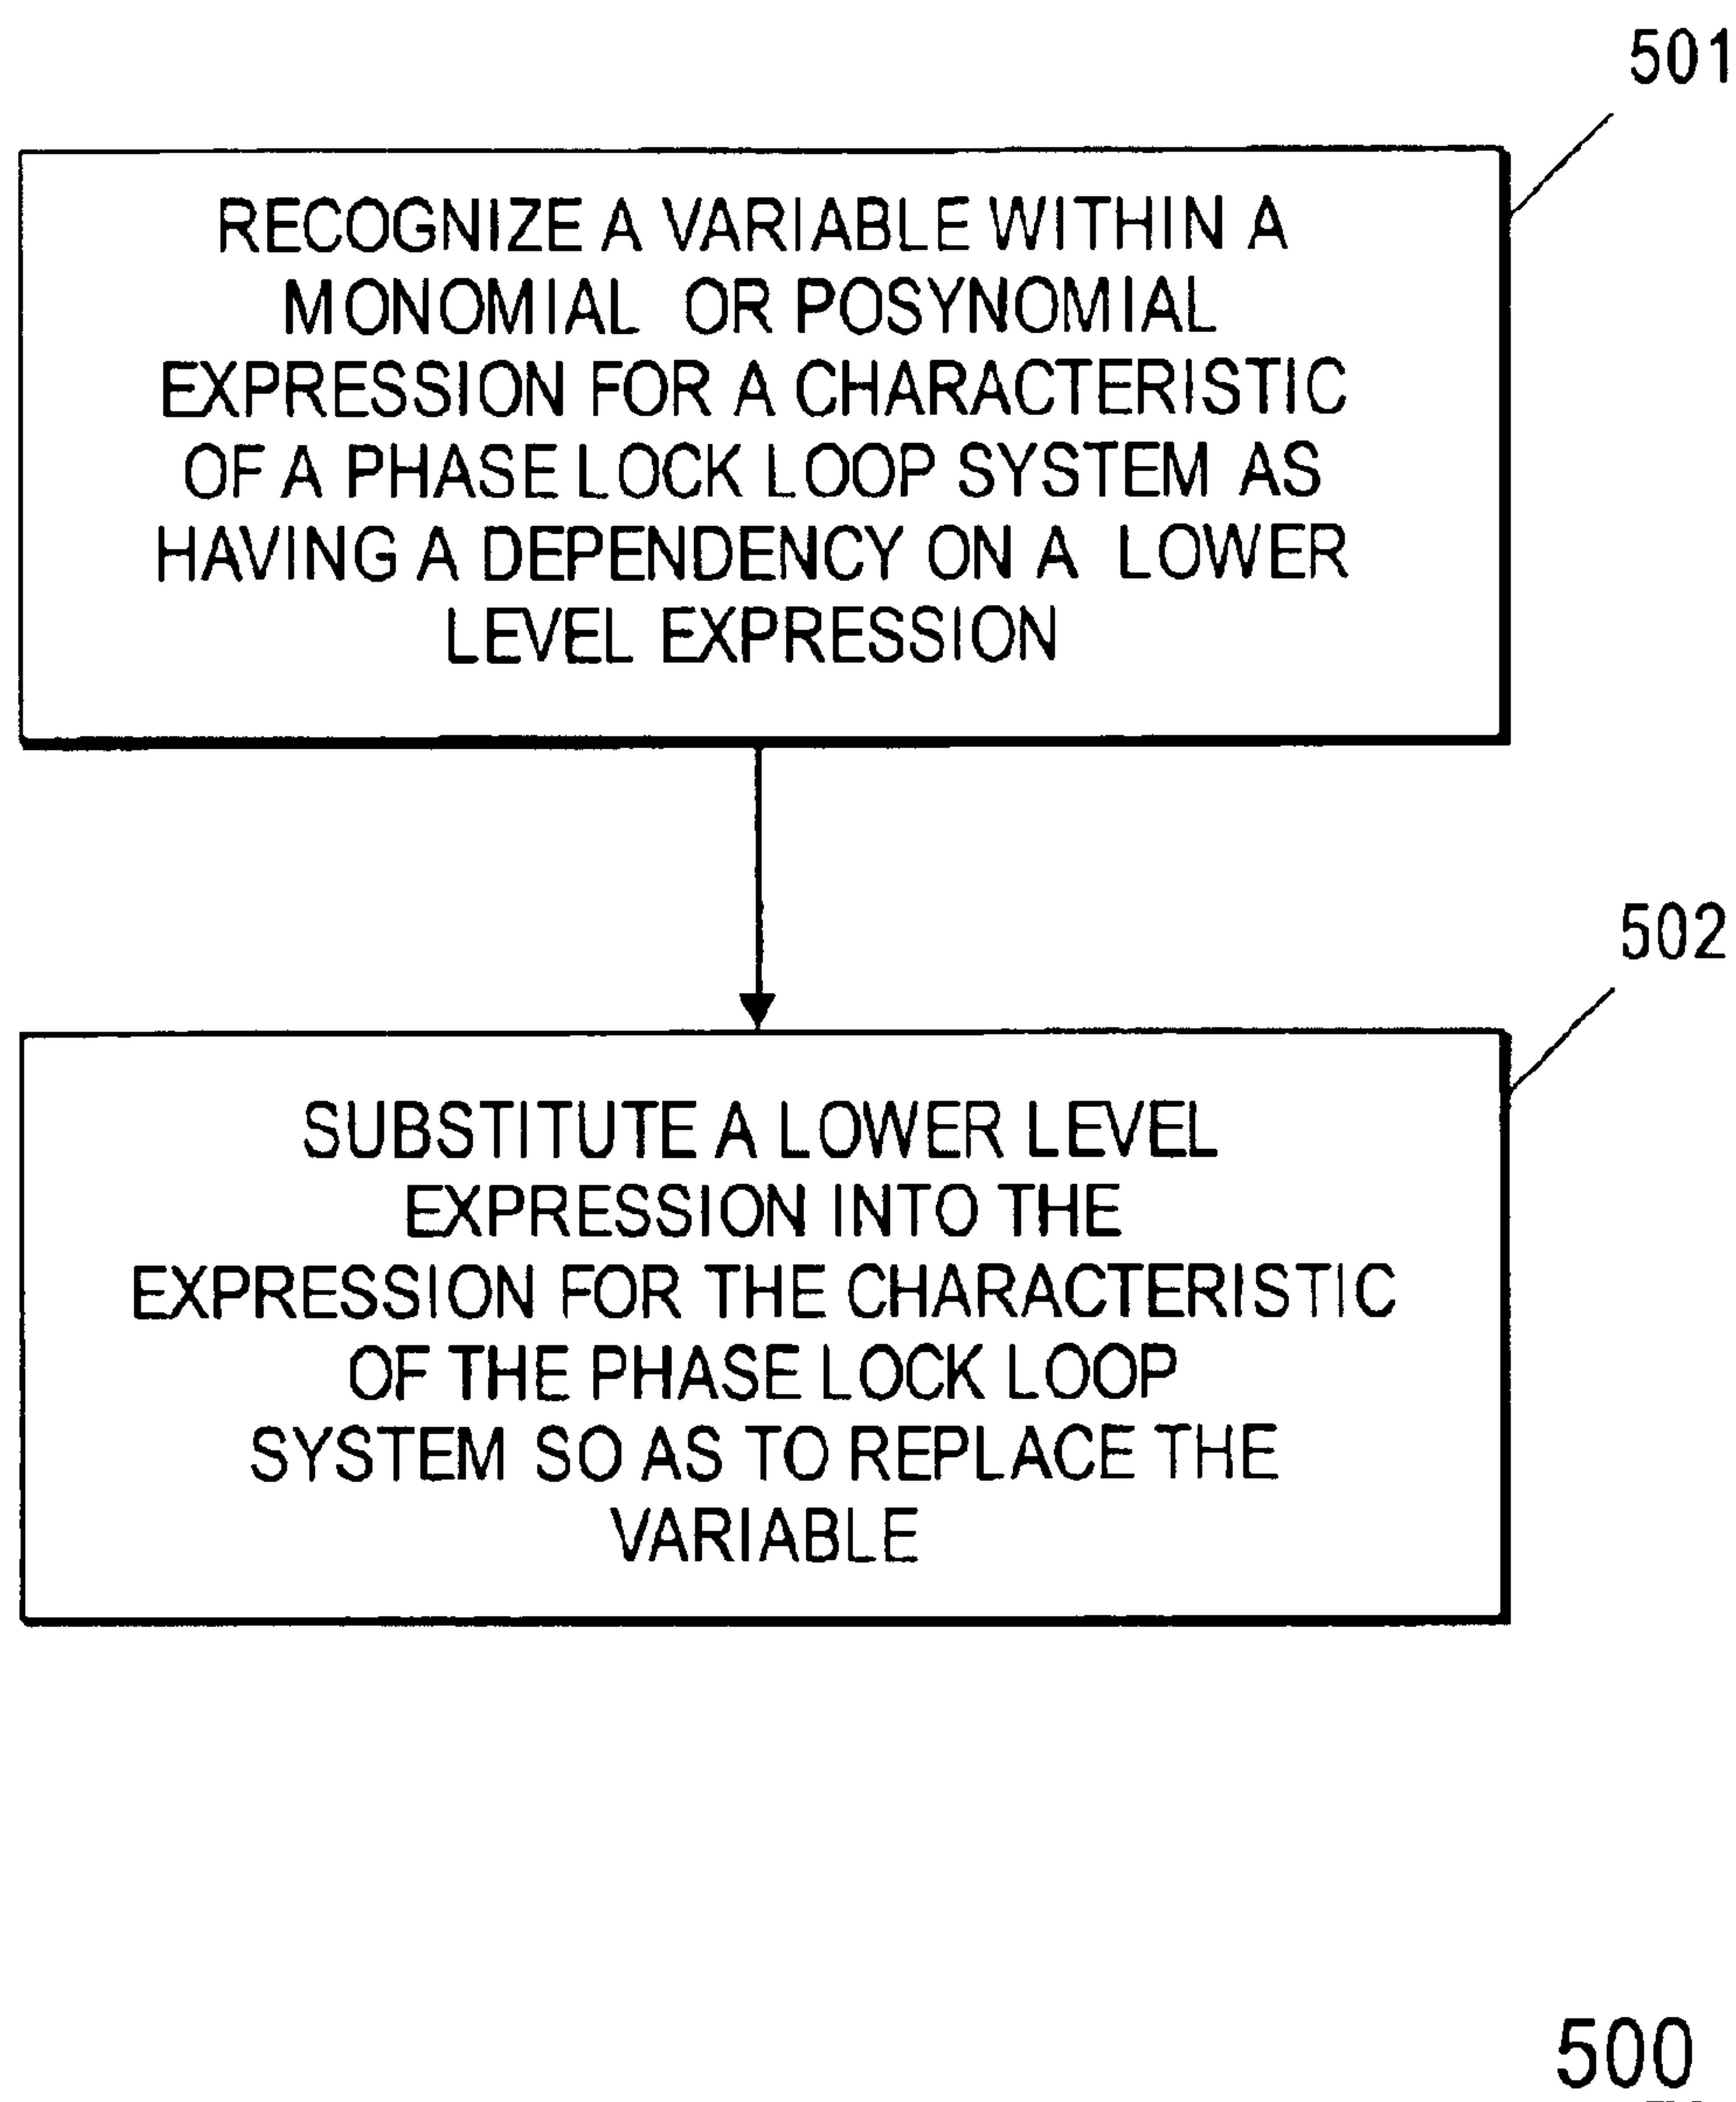 501
RECOGNIZE A VARIABLE WITHIN A
MONOMIAL OR POSYNOMIAL
EXPRESSION FOR A CHARACTERISTIC
OF A PHASE LOCK LOOP SYSTEM AS
HAVING A DEPENDENCY ON A LOWER
LEVEL EXPRESSION
502
SUBSTITUTE A LOWER LEVEL
EXPRESSION INTO THE
EXPRESSION FOR THE CHARACTERISTIC
OF THE PHASE LOCK LOOP
SYSTEM SO AS TO REPLACE THE
VARIABLE
500